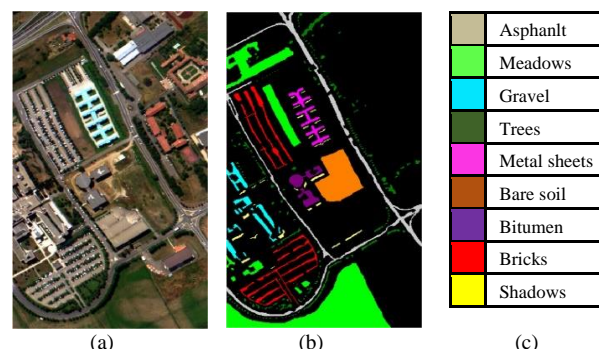 Asphanlt
Meadows
Gravel
Trees
Metal sheets
Bare soil
Bitumen
Bricks
Shadows
(a)
(b)
(c)